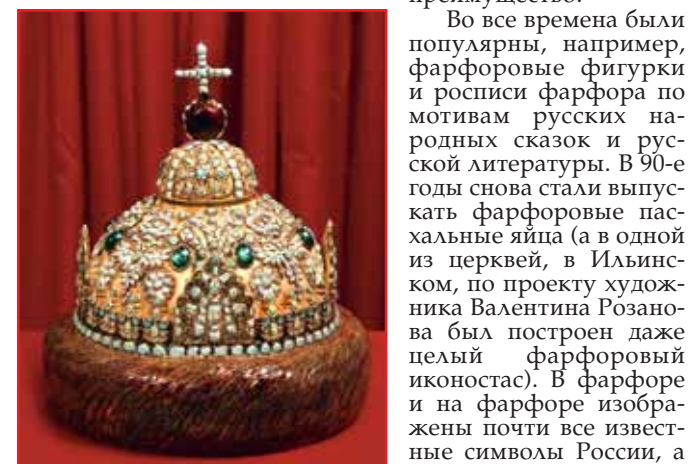 преимущество.
Во все времена были
популярны, например,
фарфоровые фигурки
и росписи фарфора по
мотивам русских на-
родных сказок и рус-
ской литературы. В 90-е
годы снова стали выпус-
кать фарфоровые пас-
хальные яйца (а в одной
из церквей, в Ильинс-
ком, по проекту худож-
ника Валентина Розано-
ва был построен даже
целый фарфоровый
иконостас). В фарфоре
и на фарфоре изобра-
жены почти все извест-
ные символы России, а